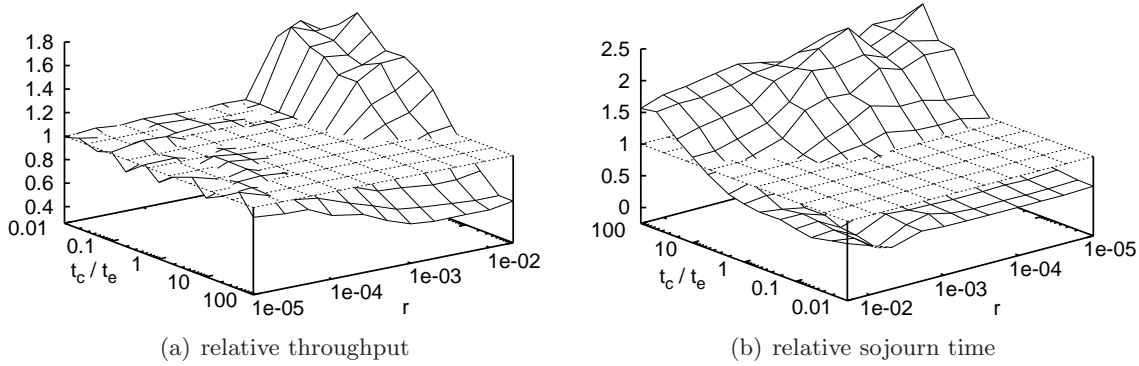 1.8
1.6
1.4
1.2
1
0.8
0.6
0.4
0.01
0.1
1
10
100
t_c / t_e
1e-05
1e-04
1e-03
1e-02
r
(a) relative throughput
2.5
2
1.5
1
0.5
0
100
10
1
0.1
0.01
t_c / t_e
1e-02
1e-03
1e-04
1e-05
r
(b) relative sojourn time